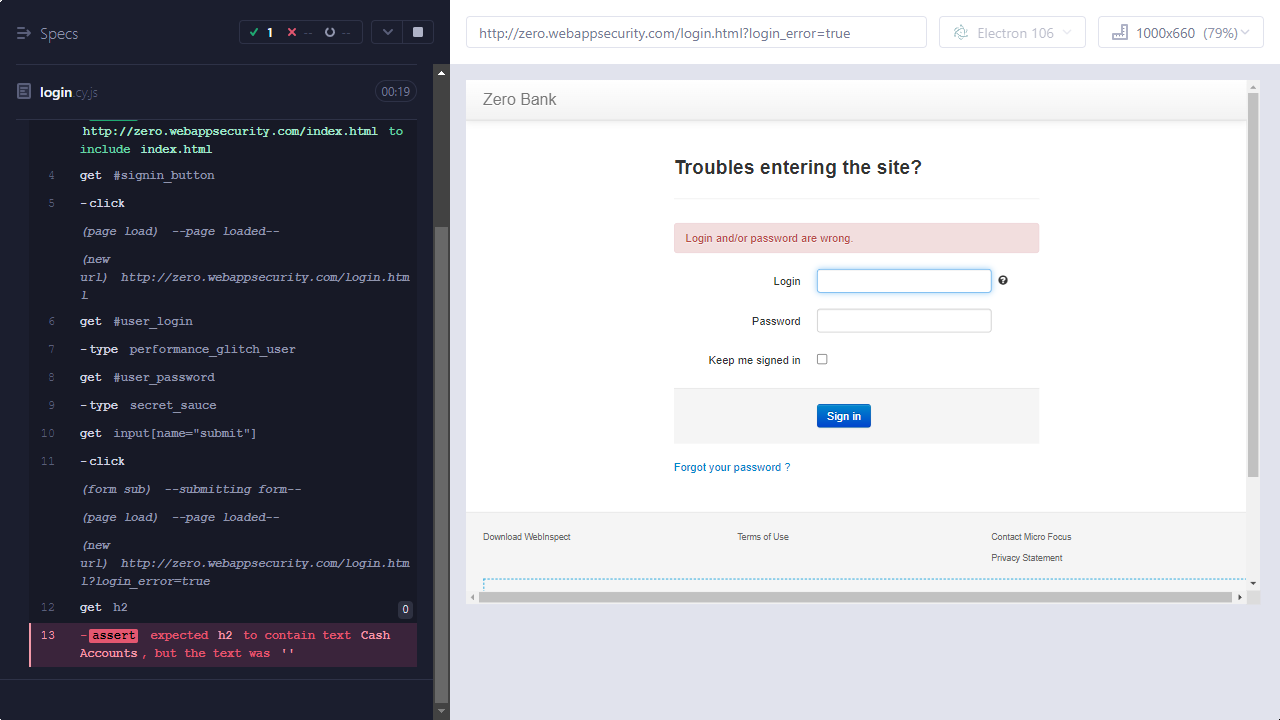 Specs
1
--
--
login.cy.js
00:19
http://zero.webappsecurity.com/index.html to
include index.html
4 get #signin_button
5 -click
(page load) --page loaded--
(new
url) http://zero.webappsecurity.com/login.htm
l
6 get #user_login
7 -type performance_glitch_user
8 get #user_password
9 -type secret_sauce
10 get input[name="submit"]
11 -click
(form sub) --submitting form--
(page load) --page loaded--
(new
url) http://zero.webappsecurity.com/login.htm
l?login_error=true
12 get h2 0
13 -assert expected h2 to contain text Cash
Accounts, but the text was ''
http://zero.webappsecurity.com/login.html?login_error=true
Electron 106
1000x660 (79%)
Zero Bank
Troubles entering the site?
Login and/or password are wrong.
Login
Password
Keep me signed in
Sign in
Forgot your password ?
Download WebInspect
Terms of Use
Contact Micro Focus
Privacy Statement